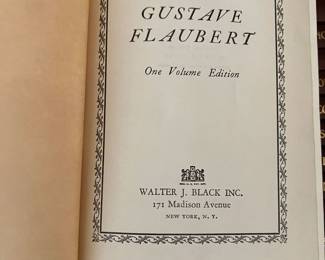 GUSTAVE
FLAUBERT
One Volume Edition
WALTER J. BLACK INC.
171 Madison Avenue
NEW YORK, N. Y.